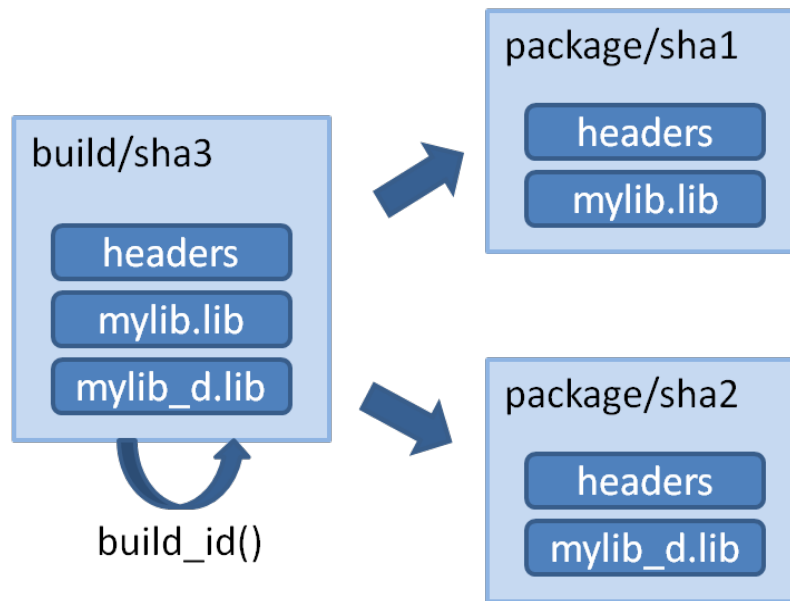 build/sha3
headers
mylib.lib
mylib_d.lib
build_id()
package/sha1
headers
mylib.lib
package/sha2
headers
mylib_d.lib